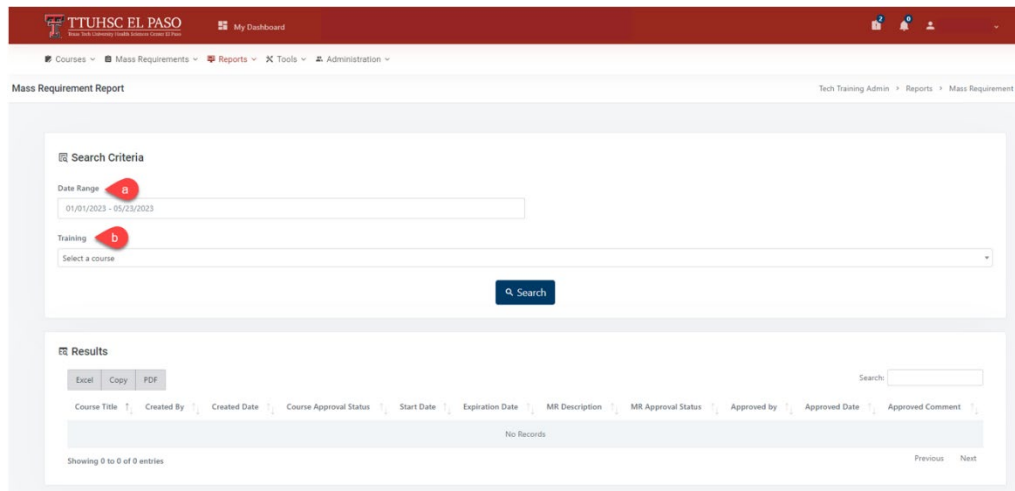 TTUHSC EL PASO My Dashboard 2 0
Texas Tech University Health Sciences Center El Paso
Courses Mass Requirements Reports Tools Administration
Mass Requirement Report Tech Training Admin > Reports > Mass Requirement
Search Criteria
Date Range a
01/01/2023 - 05/23/2023
Training b
Select a course
Search
Results
Excel Copy PDF Search:
Course Title Created By Created Date Course Approval Status Start Date Expiration Date MR Description MR Approval Status Approved by Approved Date Approved Comment
No Records
Showing 0 to 0 of 0 entries Previous Next